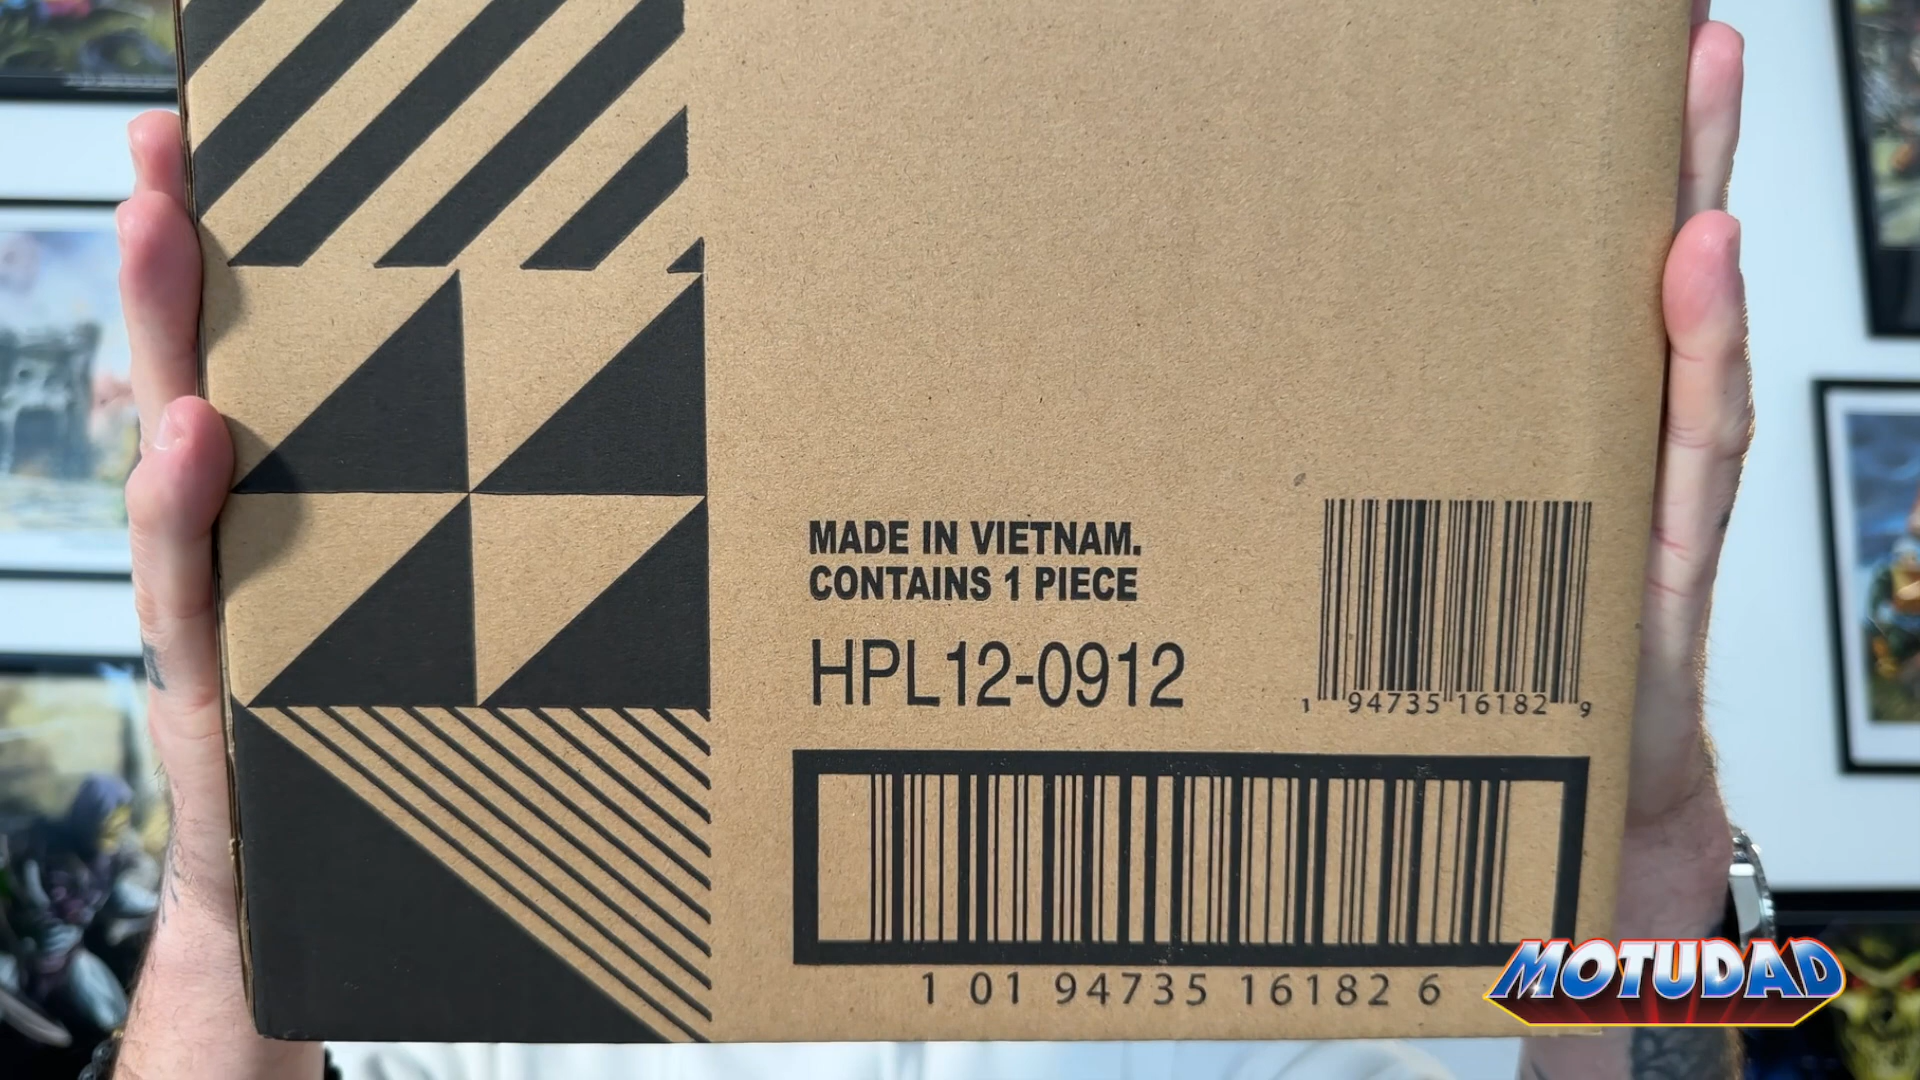 MADE IN VIETNAM.
CONTAINS 1 PIECE
HPL12-0912
1 94735 16182 9
1 01 94735 16182 6
MOTUDAD